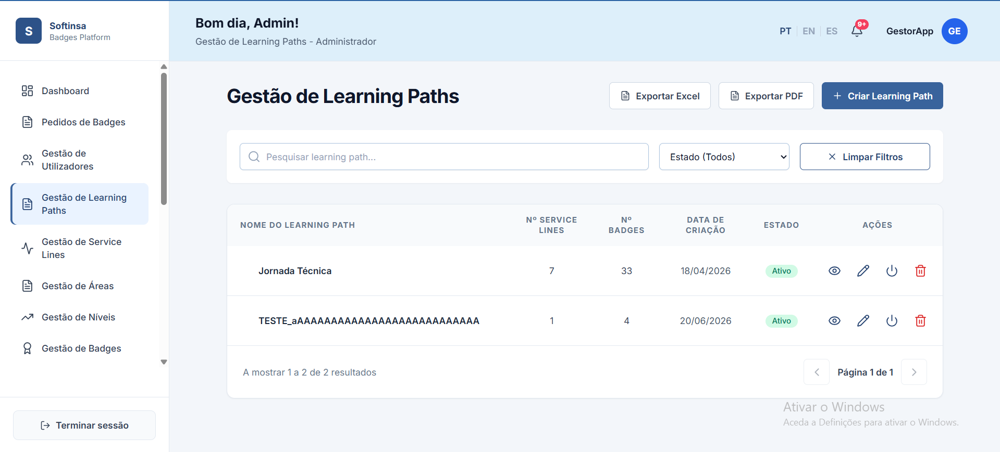 S
Softinsa
Badges Platform
Bom dia, Admin!
Gestão de Learning Paths - Administrador
PT
EN
ES
9+
GestorApp
GE
Dashboard
Pedidos de Badges
Gestão de
Utilizadores
Gestão de Learning
Paths
Gestão de Service
Lines
Gestão de Áreas
Gestão de Níveis
Gestão de Badges
Terminar sessão
Gestão de Learning Paths
Exportar Excel
Exportar PDF
Criar Learning Path
Pesquisar learning path...
Estado (Todos)
Limpar Filtros
NOME DO LEARNING PATH
Nº SERVICE
LINES
Nº
BADGES
DATA DE
CRIAÇÃO
ESTADO
AÇÕES
Jornada Técnica
7
33
18/04/2026
Ativo
TESTE_aAAAAAAAAAAAAAAAAAAAAAAAAAAA
1
4
20/06/2026
Ativo
A mostrar 1 a 2 de 2 resultados
Página 1 de 1
Ativar o Windows
Aceda a Definições para ativar o Windows.